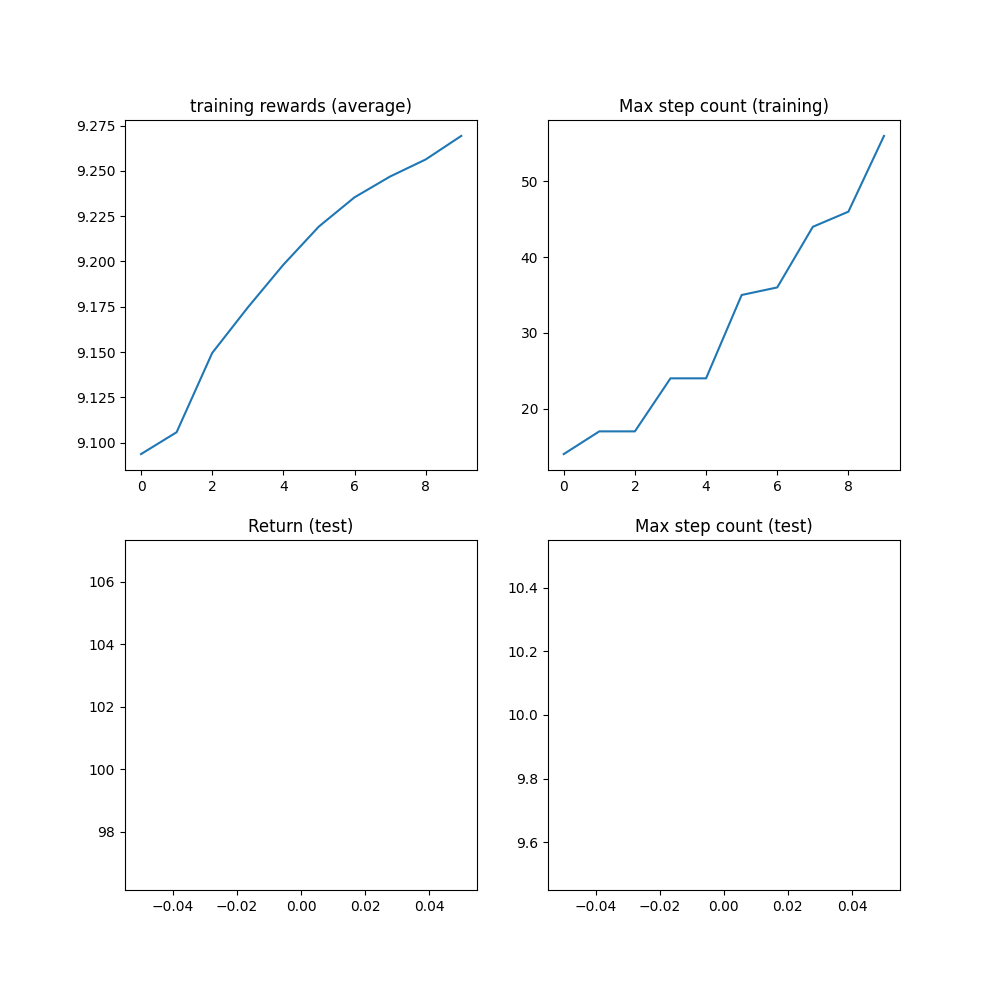 training rewards (average)
9.275
9.250
9.225
9.200
9.175
9.150
9.125
9.100
0 2 4 6 8
Max step count (training)
50
40
30
20
0 2 4 6 8
Return (test)
106
104
102
100
98
−0.04 −0.02 0.00 0.02 0.04
Max step count (test)
10.4
10.2
10.0
9.8
9.6
−0.04 −0.02 0.00 0.02 0.04